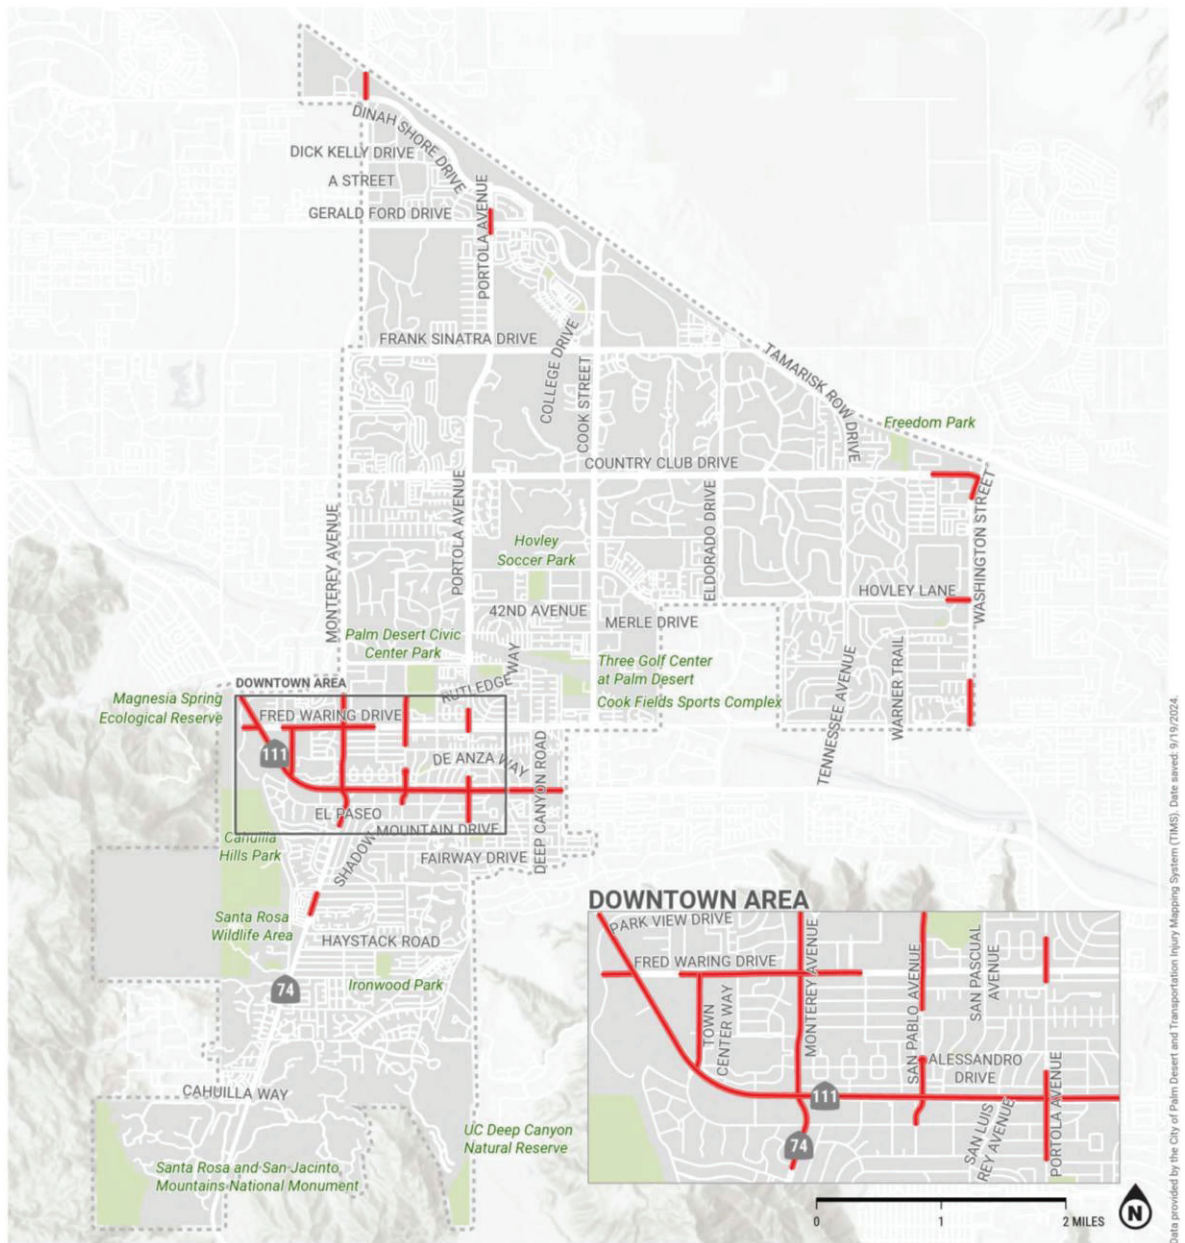 DINAH SHORE DRIVE
DICK KELLY DRIVE
A STREET
GERALD FORD DRIVE
PORTOLA AVENUE
FRANK SINATRA DRIVE
COLLEGE DRIVE
COOK STREET
TAMARISK ROW DRIVE
Freedom Park
COUNTRY CLUB DRIVE
MONTEREY AVENUE
PORTOLA AVENUE
ELDORADO DRIVE
WASHINGTON STREET
Hovley
Soccer Park
HOVLEY LANE
42ND AVENUE
MERLE DRIVE
Palm Desert Civic
Center Park
RUTLEDGE WAY
Three Golf Center
at Palm Desert
Cook Fields Sports Complex
TENNESSEE AVENUE
WARNER TRAIL
DOWNTOWN AREA
Magnesia Spring
Ecological Reserve
FRED WARING DRIVE
111
DE ANZA WAY
DEEP CANYON ROAD
EL PASEO
MOUNTAIN DRIVE
SHADOW
FAIRWAY DRIVE
Cahuilla
Hills Park
Santa Rosa
Wildlife Area
HAYSTACK ROAD
74
Ironwood Park
CAHUILLA WAY
UC Deep Canyon
Natural Reserve
Santa Rosa and San Jacinto
Mountains National Monument
DOWNTOWN AREA
PARK VIEW DRIVE
FRED WARING DRIVE
TOWN
CENTER WAY
MONTEREY AVENUE
SAN PABLO AVENUE
SAN PASCUAL
AVENUE
ALESSANDRO
DRIVE
111
74
SAN LUIS
REY AVENUE
PORTOLA AVENUE
0 1 2 MILES
N
Data provided by the City of Palm Desert and Transportation Injury Mapping System (TIMS). Date saved: 9/19/2024.